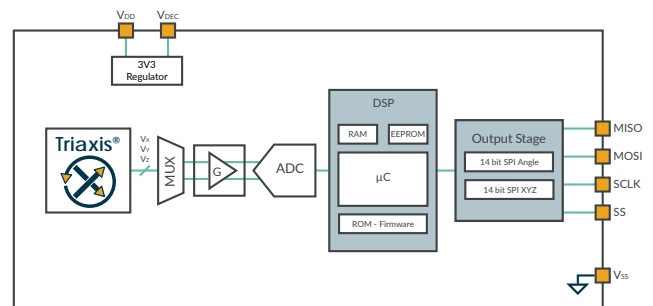 VDD VDEC
3V3
Regulator
Triaxis®
VX
VY
VZ
MUX
G
ADC
DSP
RAM EEPROM
µC
ROM - Firmware
Output Stage
14 bit SPI Angle
14 bit SPI XYZ
MISO
MOSI
SCLK
SS
VSS